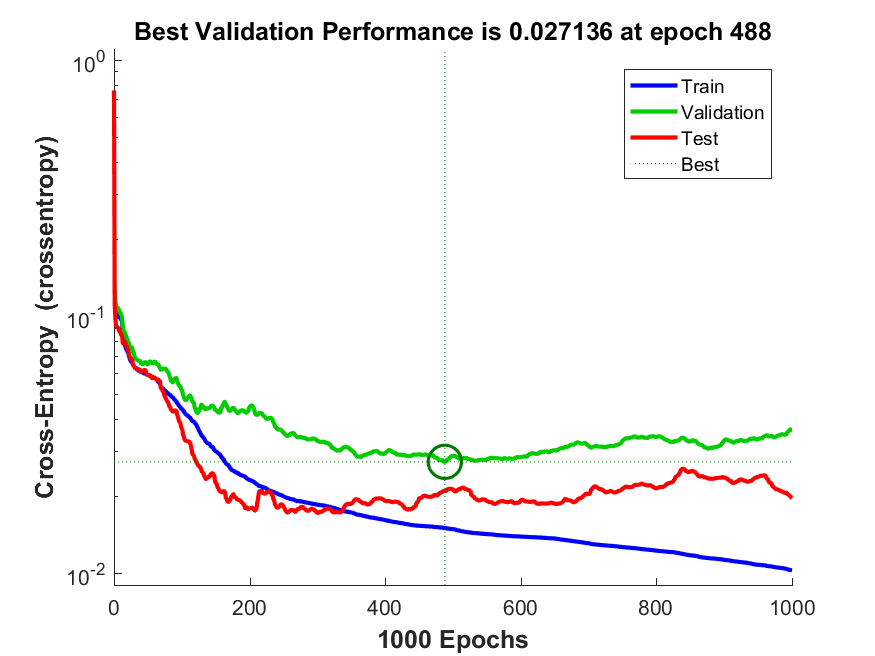 Best Validation Performance is 0.027136 at epoch 488
Cross-Entropy (crossentropy)
10^0
10^-1
10^-2
Train
Validation
Test
Best
0 200 400 600 800 1000
1000 Epochs